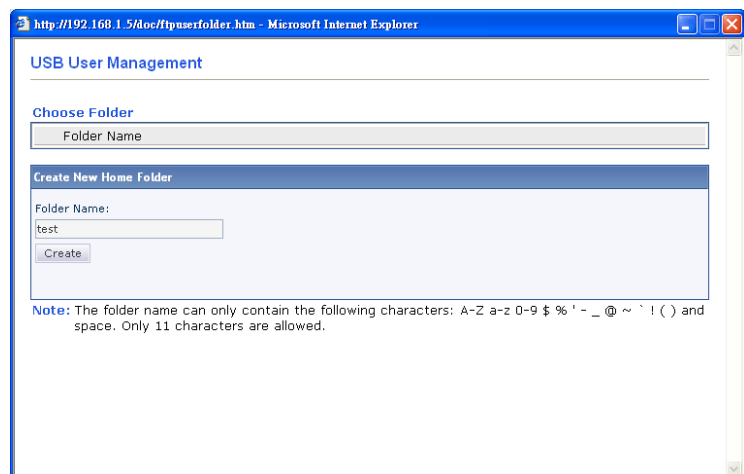 http://192.168.1.5/doc/ftpuserfolder.htm - Microsoft Internet Explorer
USB User Management
Choose Folder
Folder Name
Create New Home Folder
Folder Name:
test
Create
Note: The folder name can only contain the following characters: A-Z a-z 0-9 $ % ' - _ @ ~ ` ! ( ) and
space. Only 11 characters are allowed.